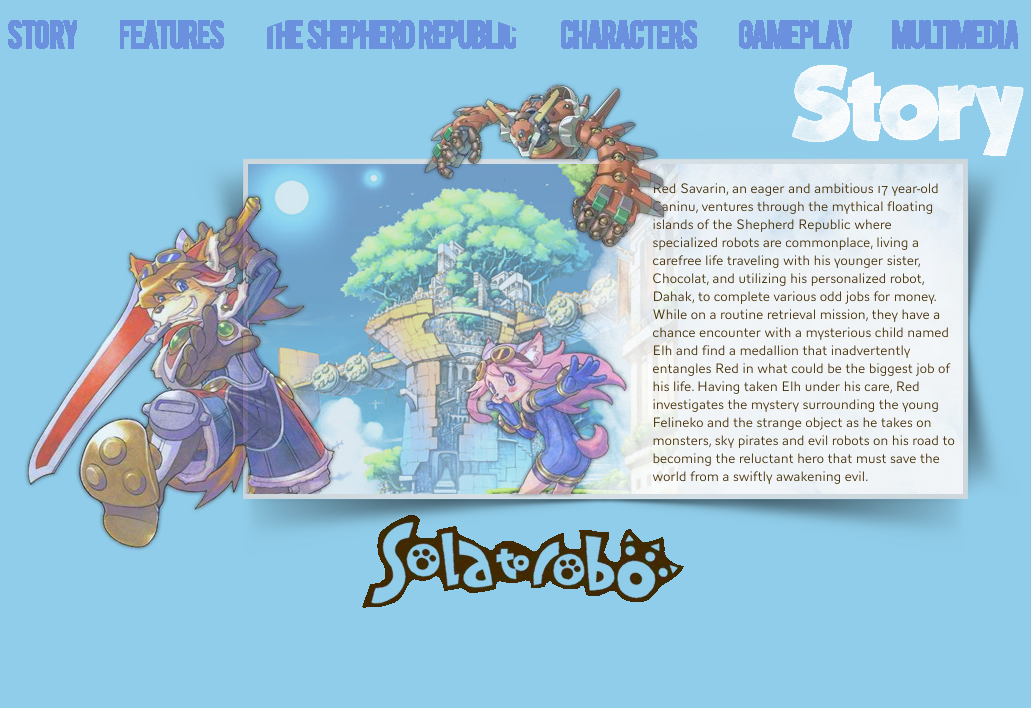 STORY FEATURES THE SHEPHERD REPUBLIC CHARACTERS GAMEPLAY MULTIMEDIA
Story
Red Savarin, an eager and ambitious 17 year-old
Caninu, ventures through the mythical floating
islands of the Shepherd Republic where
specialized robots are commonplace, living a
carefree life traveling with his younger sister,
Chocolat, and utilizing his personalized robot,
Dahak, to complete various odd jobs for money.
While on a routine retrieval mission, they have a
chance encounter with a mysterious child named
Elh and find a medallion that inadvertently
entangles Red in what could be the biggest job of
his life. Having taken Elh under his care, Red
investigates the mystery surrounding the young
Felineko and the strange object as he takes on
monsters, sky pirates and evil robots on his road to
becoming the reluctant hero that must save the
world from a swiftly awakening evil.
Solatorobo